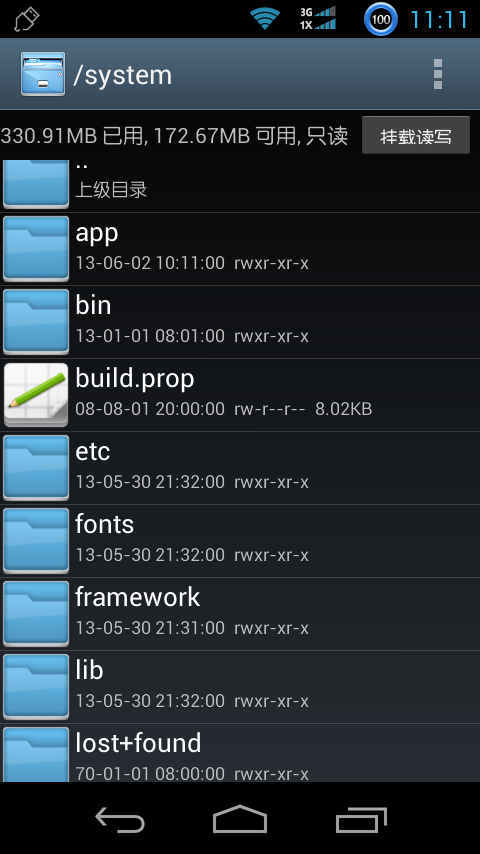 3G
1X
100
11:11
/system
330.91MB 已用, 172.67MB 可用, 只读
挂载读写
..
上级目录
app
13-06-02 10:11:00 rwxr-xr-x
bin
13-01-01 08:01:00 rwxr-xr-x
build.prop
08-08-01 20:00:00 rw-r--r-- 8.02KB
etc
13-05-30 21:32:00 rwxr-xr-x
fonts
13-05-30 21:32:00 rwxr-xr-x
framework
13-05-30 21:31:00 rwxr-xr-x
lib
13-05-30 21:32:00 rwxr-xr-x
lost+found
70-01-01 08:00:00 rwxr-xr-x